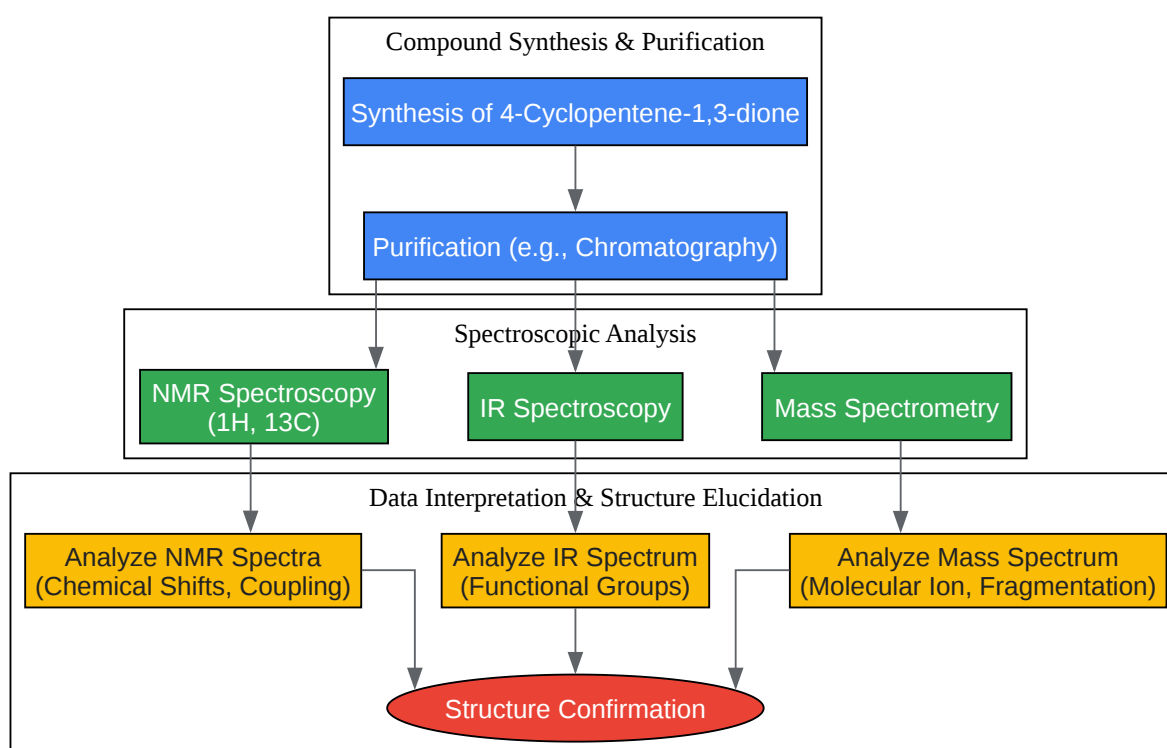 Compound Synthesis & Purification
Synthesis of 4-Cyclopentene-1,3-dione
Purification (e.g., Chromatography)
Spectroscopic Analysis
NMR Spectroscopy
(1H, 13C)
IR Spectroscopy
Mass Spectrometry
Data Interpretation & Structure Elucidation
Analyze NMR Spectra
(Chemical Shifts, Coupling)
Analyze IR Spectrum
(Functional Groups)
Analyze Mass Spectrum
(Molecular Ion, Fragmentation)
Structure Confirmation